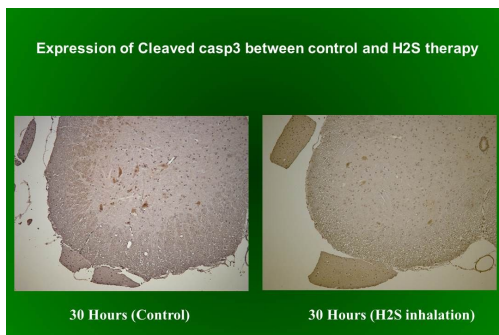 Expression of Cleaved casp3 between control and H2S therapy
30 Hours (Control)
30 Hours (H2S inhalation)